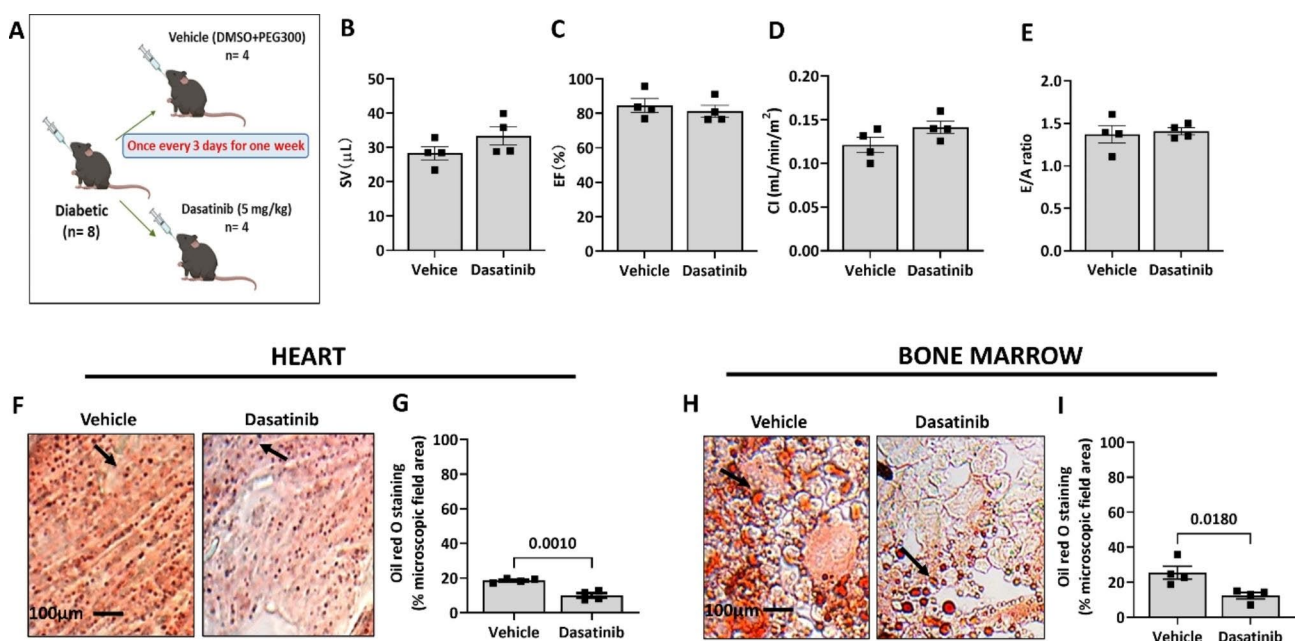 A
Vehicle (DMSO+PEG300)
n= 4
Once every 3 days for one week
Diabetic
(n= 8)
Dasatinib (5 mg/kg)
n= 4
B
SV(μL)
50
40
30
20
10
0
Vehice
Dasatinib
C
EF(%)
100
80
60
40
20
0
Vehicle
Dasatinib
D
CI (mL/min/m²)
0.20
0.15
0.10
0.05
0.00
Vehicle
Dasatinib
E
E/A ratio
2.0
1.5
1.0
0.5
0.0
Vehicle
Dasatinib
HEART
BONE MARROW
F
Vehicle
Dasatinib
100μm
G
Oil red O staining
(% microscopic field area)
100
80
60
40
20
0
0.0010
Vehicle
Dasatinib
H
Vehicle
Dasatinib
100μm
I
Oil red O staining
(% microscopic field area)
100
80
60
40
20
0
0.0180
Vehicle
Dasatinib